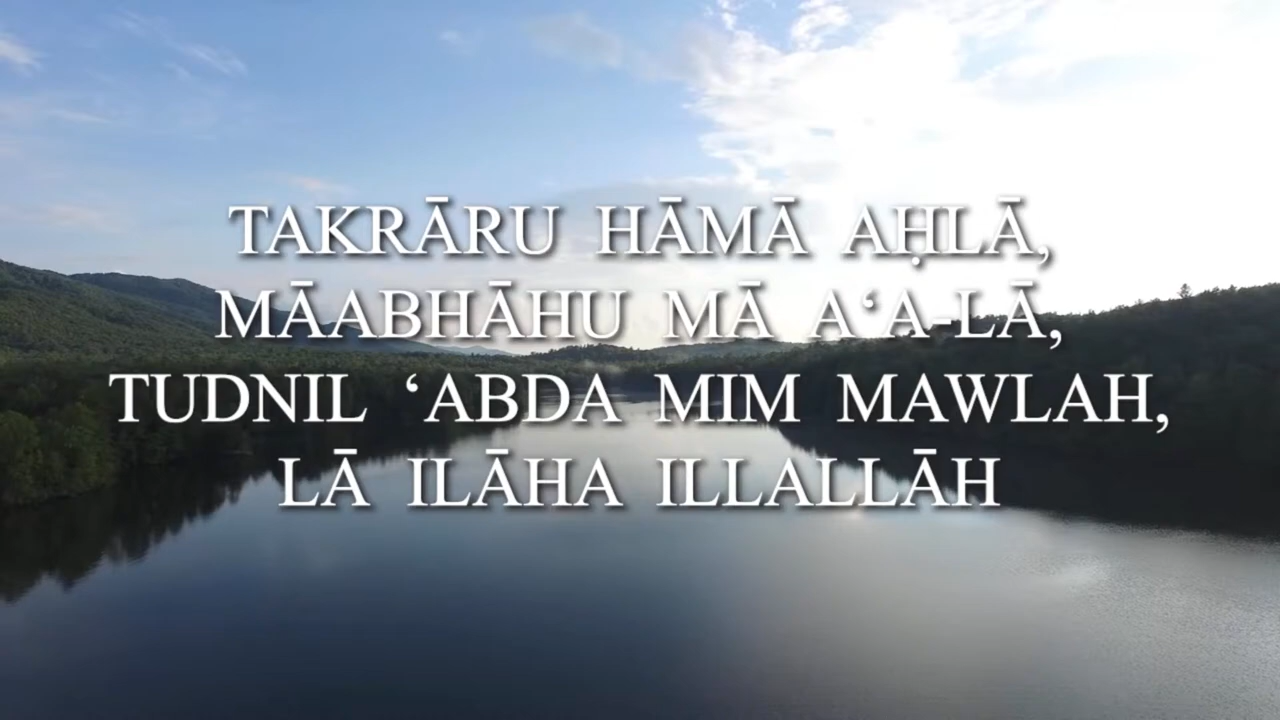 TAKRĀRU HĀMĀ AḤLĀ,
MĀABHĀHU MĀ A‘A-LĀ,
TUDNIL ‘ABDA MIM MAWLAH,
LĀ ILĀHA ILLALLĀH